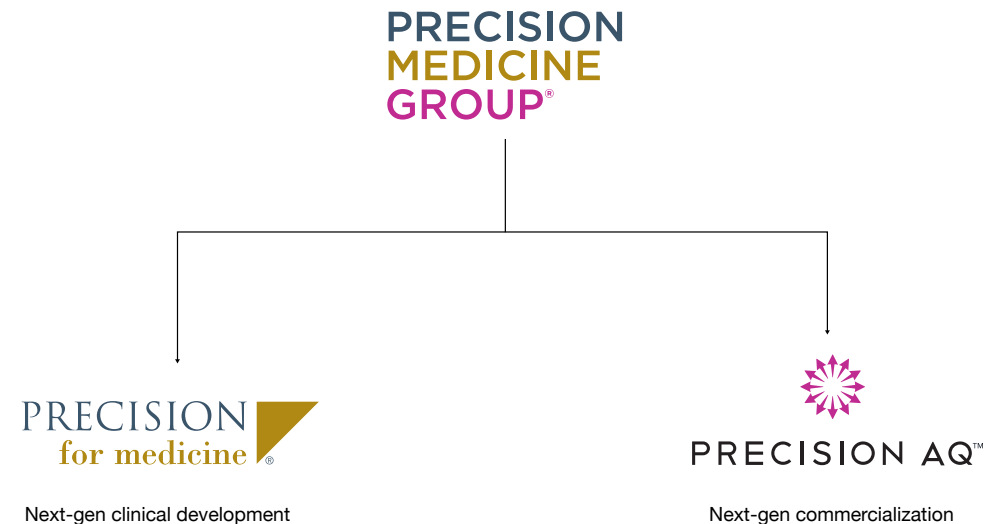 PRECISION
MEDICINE
GROUP®
PRECISION
for medicine®
PRECISION AQ™
Next-gen clinical development
Next-gen commercialization